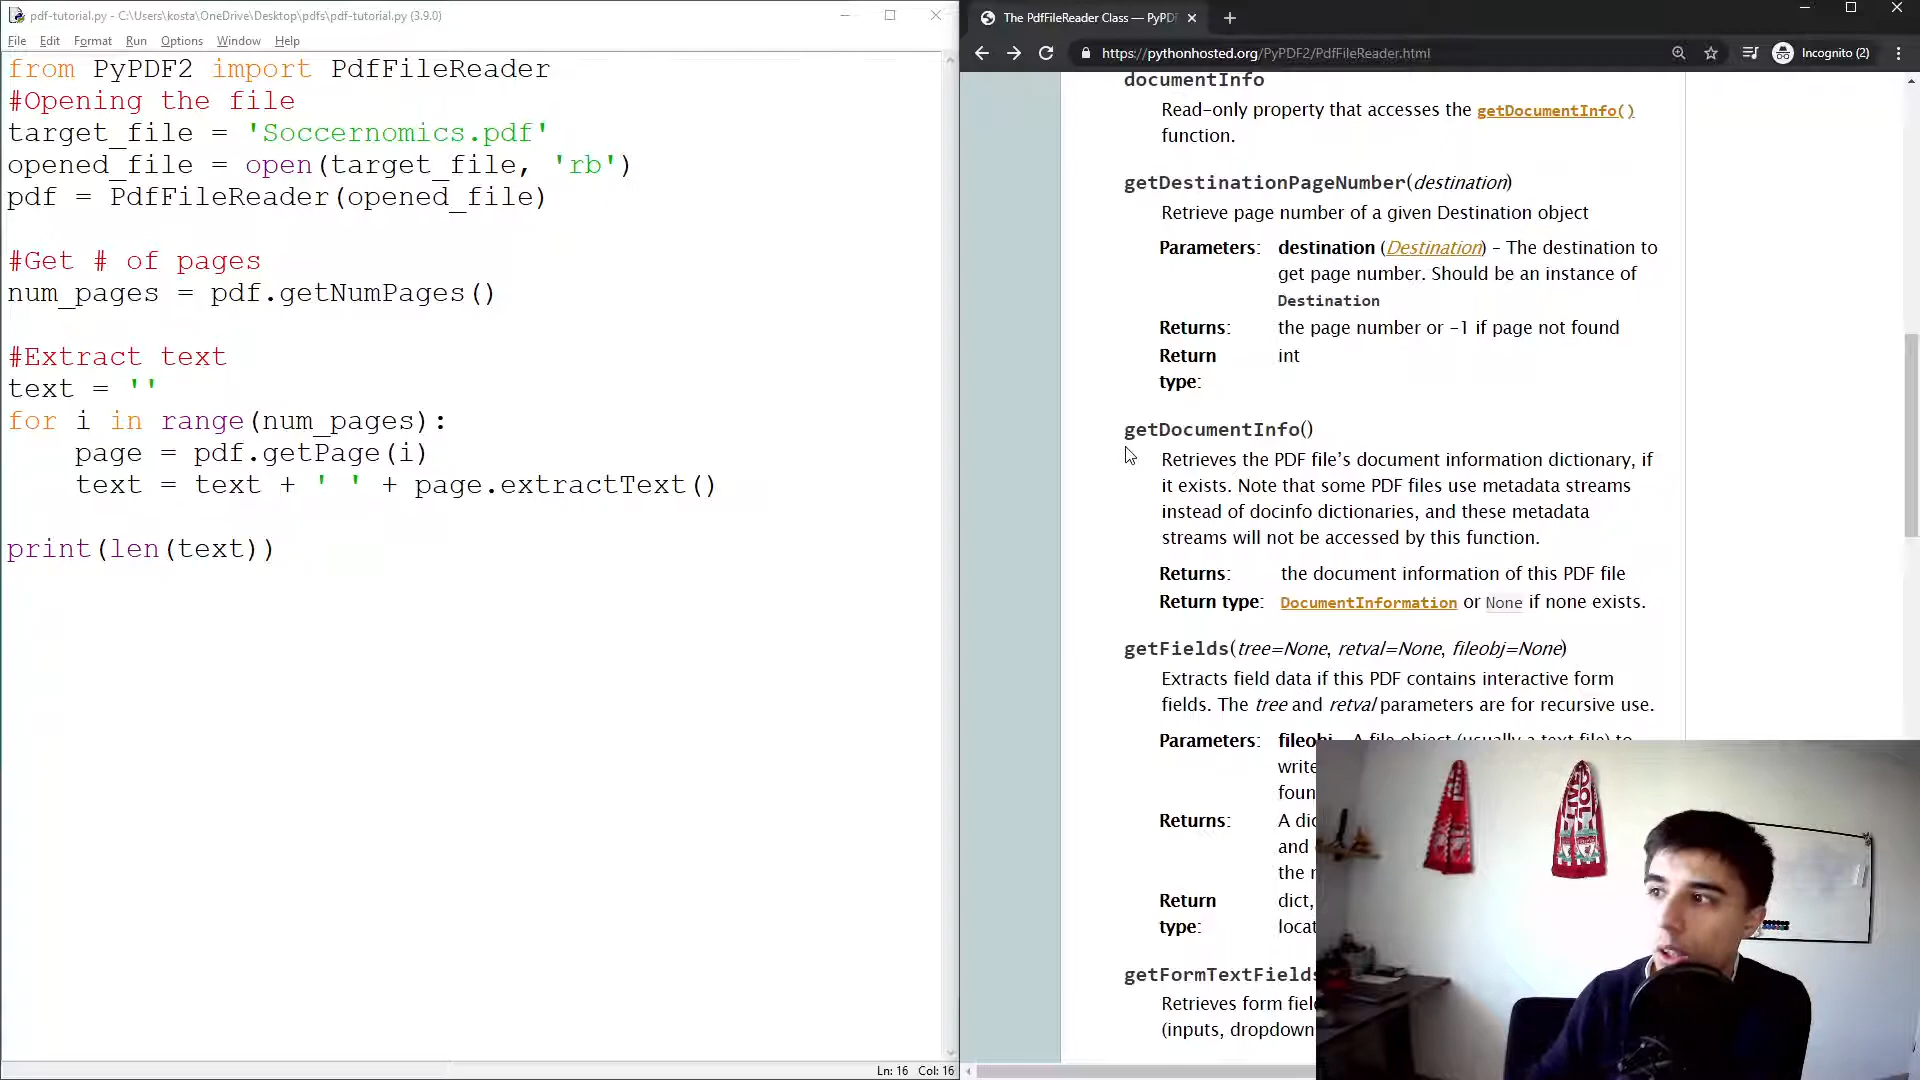 pdf-tutorial.py - C:\Users\kosta\OneDrive\Desktop\pdfs\pdf-tutorial.py (3.9.0)
File Edit Format Run Options Window Help
from PyPDF2 import PdfFileReader
#Opening the file
target_file = 'Soccernomics.pdf'
opened_file = open(target_file, 'rb')
pdf = PdfFileReader(opened_file)
#Get # of pages
num_pages = pdf.getNumPages()
#Extract text
text = ''
for i in range(num_pages):
page = pdf.getPage(i)
text = text + ' ' + page.extractText()
print(len(text))
Ln: 16 Col: 16
The PdfFileReader Class — PyPDF
https://pythonhosted.org/PyPDF2/PdfFileReader.html
Incognito (2)
documentInfo
Read-only property that accesses the getDocumentInfo()
function.
getDestinationPageNumber(destination)
Retrieve page number of a given Destination object
Parameters: destination (Destination) – The destination to
get page number. Should be an instance of
Destination
Returns: the page number or -1 if page not found
Return int
type:
getDocumentInfo()
Retrieves the PDF file’s document information dictionary, if
it exists. Note that some PDF files use metadata streams
instead of docinfo dictionaries, and these metadata
streams will not be accessed by this function.
Returns: the document information of this PDF file
Return type: DocumentInformation or None if none exists.
getFields(tree=None, retval=None, fileobj=None)
Extracts field data if this PDF contains interactive form
fields. The tree and retval parameters are for recursive use.
Parameters: fileobj – A file object (usually a text file) to
write
foun
Returns: A dic
and
the
Return dict,
type: locat
getFormTextFields
Retrieves form fiel
(inputs, dropdown